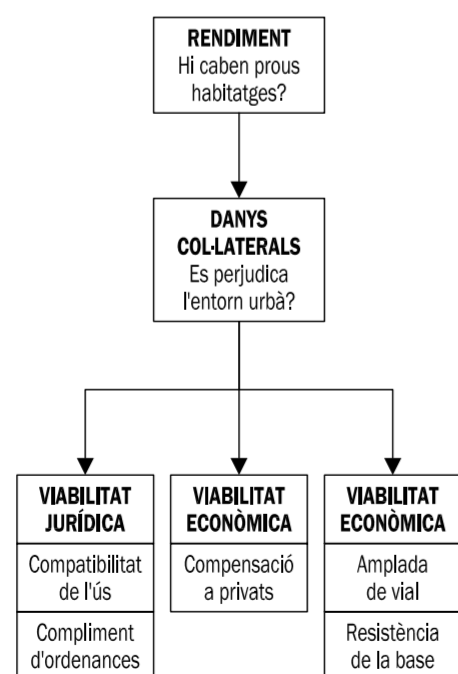 RENDIMENT
Hi caben prous
habitatges?
DANYS
COL·LATERALS
Es perjudica
l'entorn urbà?
VIABILITAT
JURÍDICA
Compatibilitat
de l'ús
Compliment
d'ordenances
VIABILITAT
ECONÒMICA
Compensació
a privats
VIABILITAT
ECONÒMICA
Amplada
de vial
Resistència
de la base